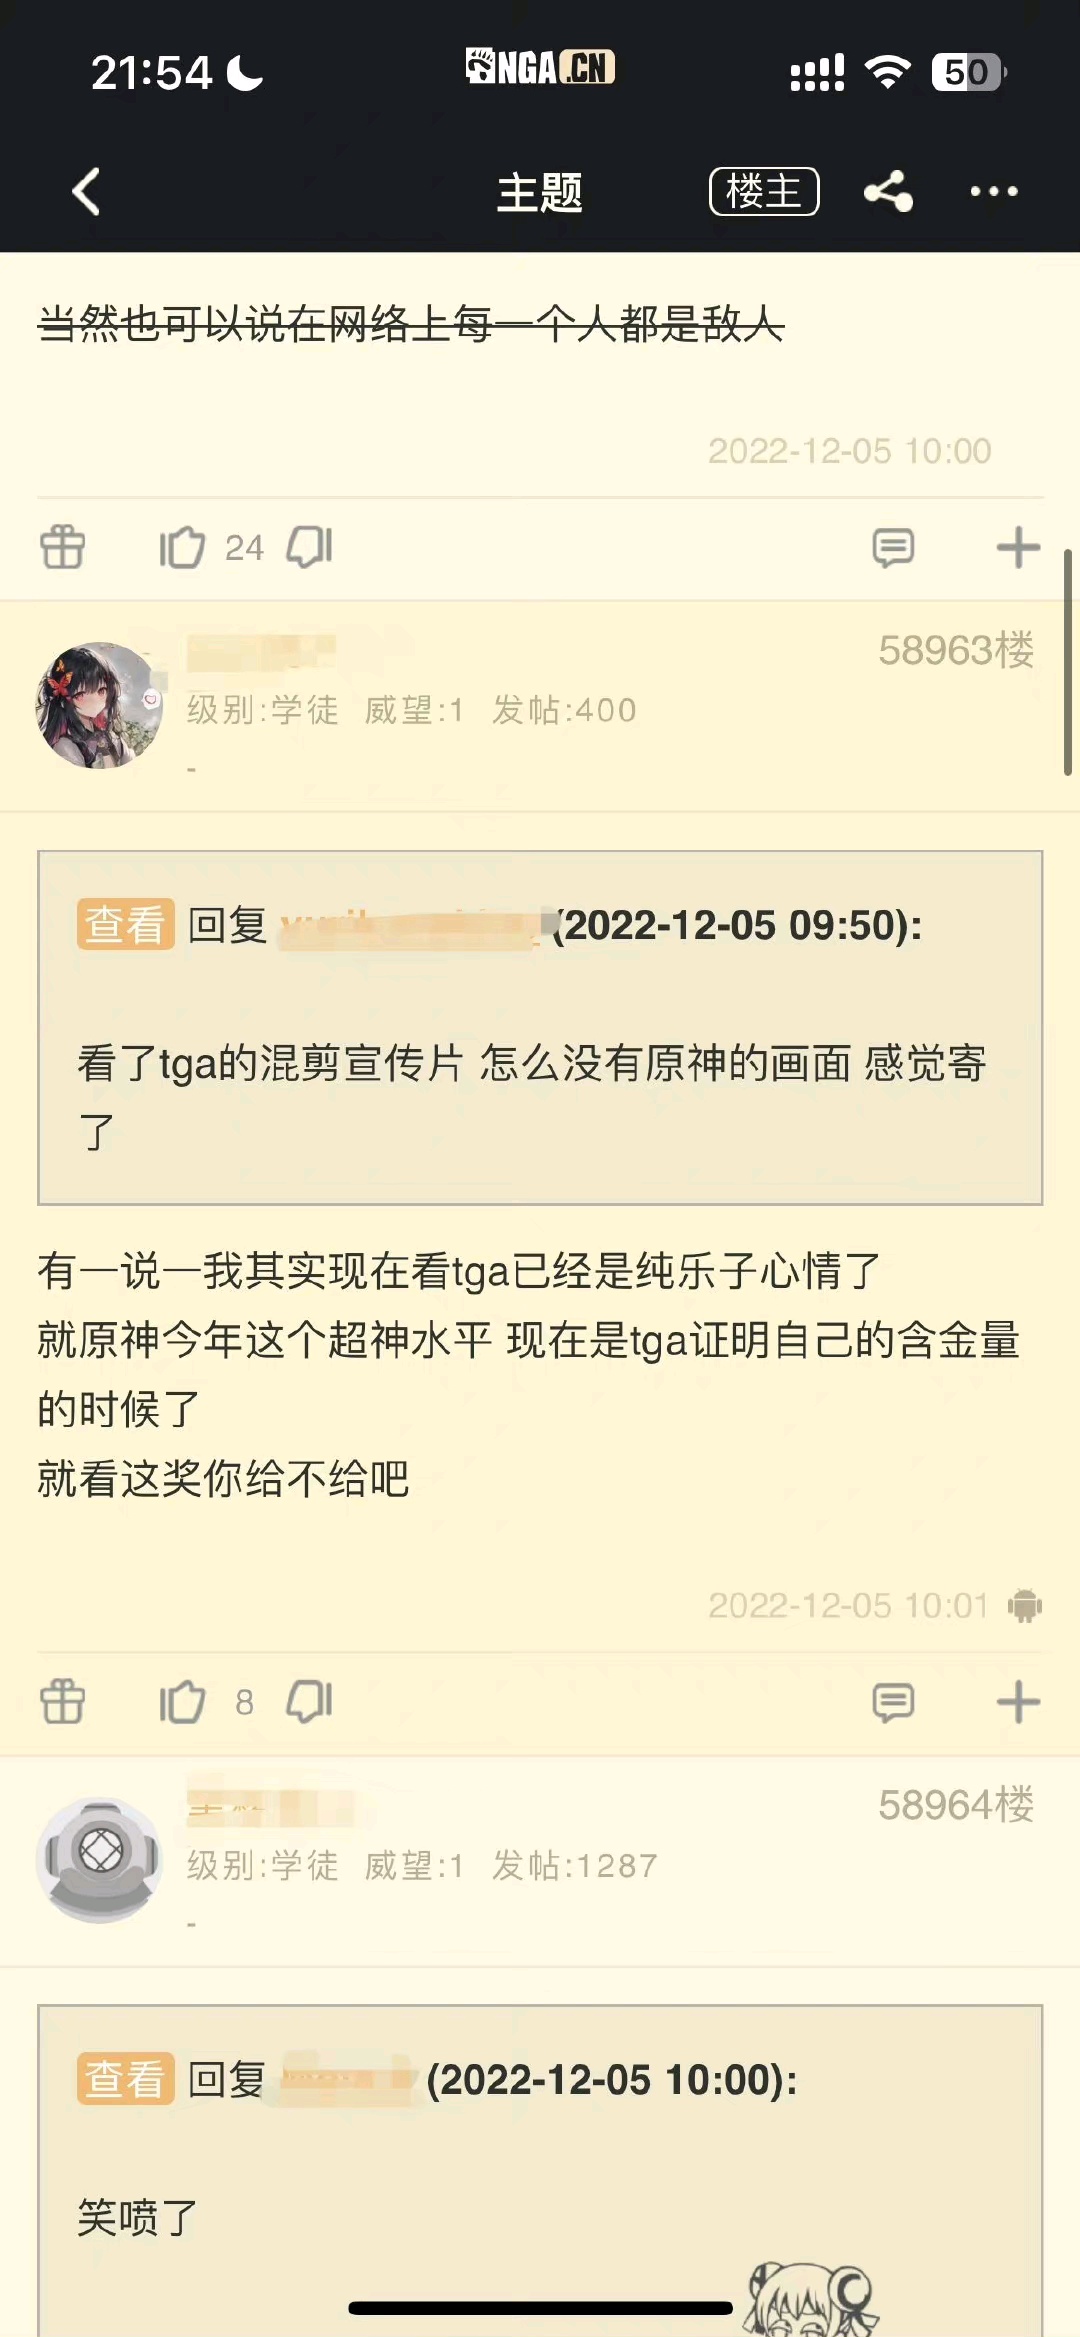 21:54
NGA.CN
50
主题
楼主
当然也可以说在网络上每一个人都是敌人
2022-12-05 10:00
24
58963楼
级别:学徒 威望:1 发帖:400
-
查看 回复 (2022-12-05 09:50):
看了tga的混剪宣传片 怎么没有原神的画面 感觉寄
了
有一说一我其实现在看tga已经是纯乐子心情了
就原神今年这个超神水平 现在是tga证明自己的含金量
的时候了
就看这奖你给不给吧
2022-12-05 10:01
8
58964楼
级别:学徒 威望:1 发帖:1287
-
查看 回复 (2022-12-05 10:00):
笑喷了